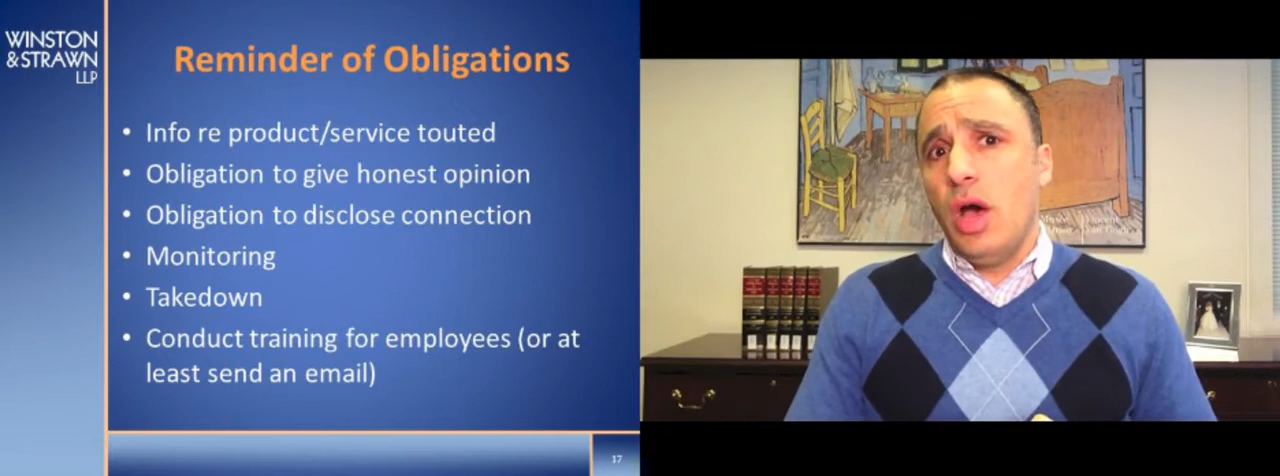 WINSTON
& STRAWN
LLP
Reminder of Obligations
• Info re product/service touted
• Obligation to give honest opinion
• Obligation to disclose connection
• Monitoring
• Takedown
• Conduct training for employees (or at
least send an email)
17